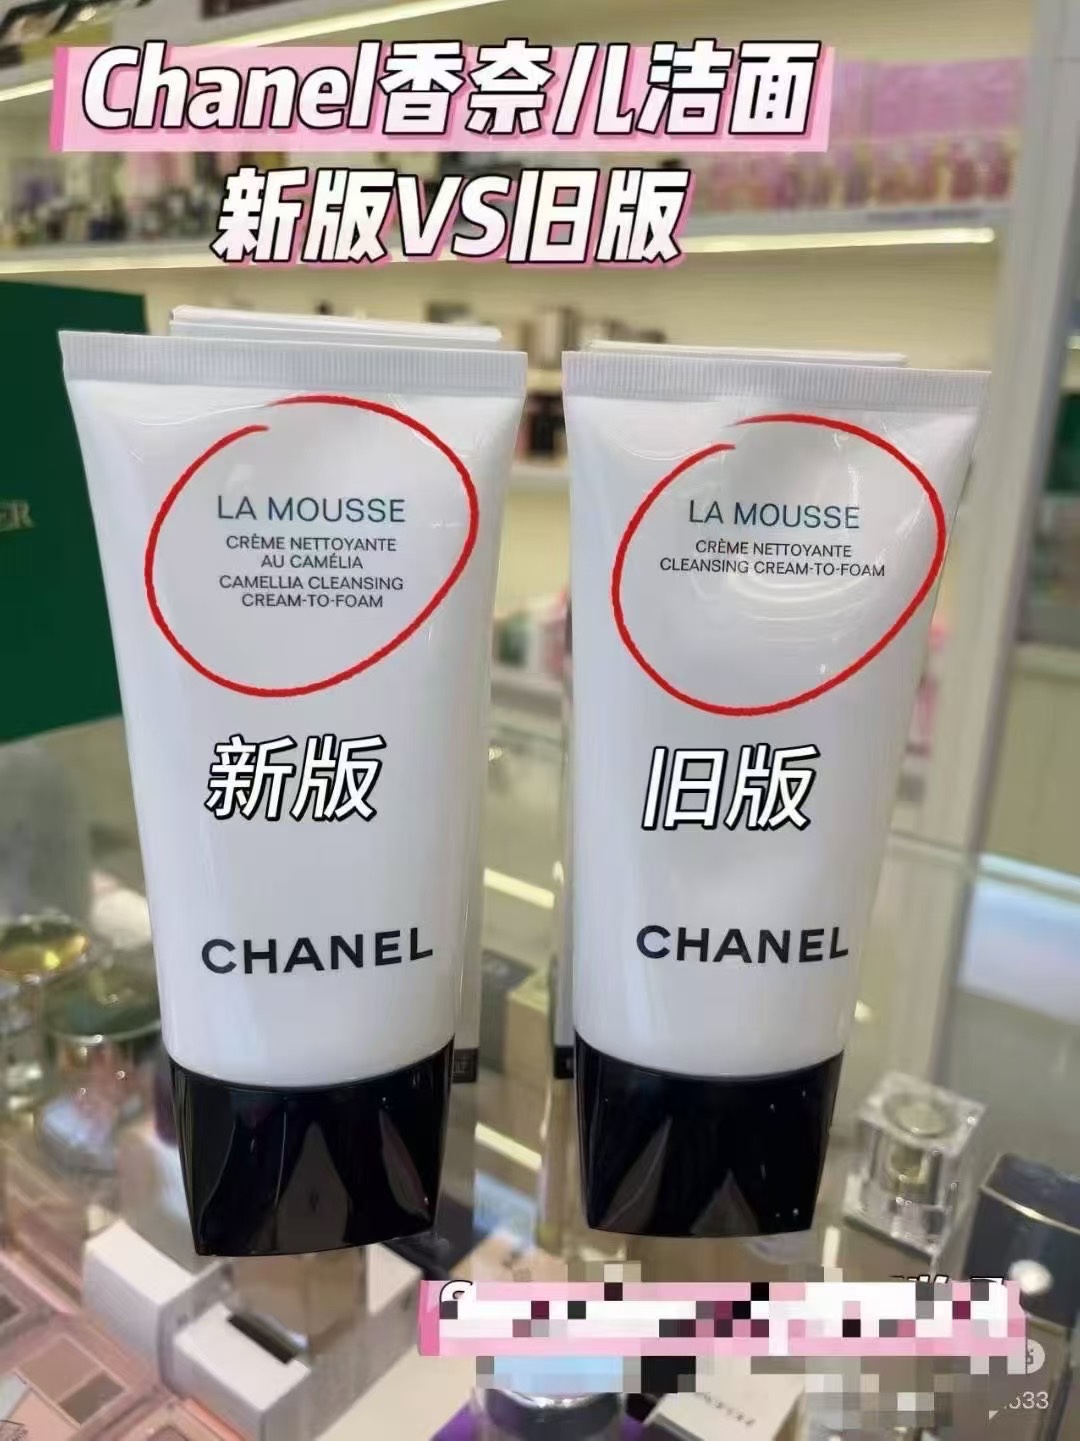 Chanel香奈儿洁面
新版VS旧版
LA MOUSSE
CRÈME NETTOYANTE
AU CAMÉLIA
CAMELLIA CLEANSING
CREAM-TO-FOAM
新版
CHANEL
LA MOUSSE
CRÈME NETTOYANTE
CLEANSING CREAM-TO-FOAM
旧版
CHANEL